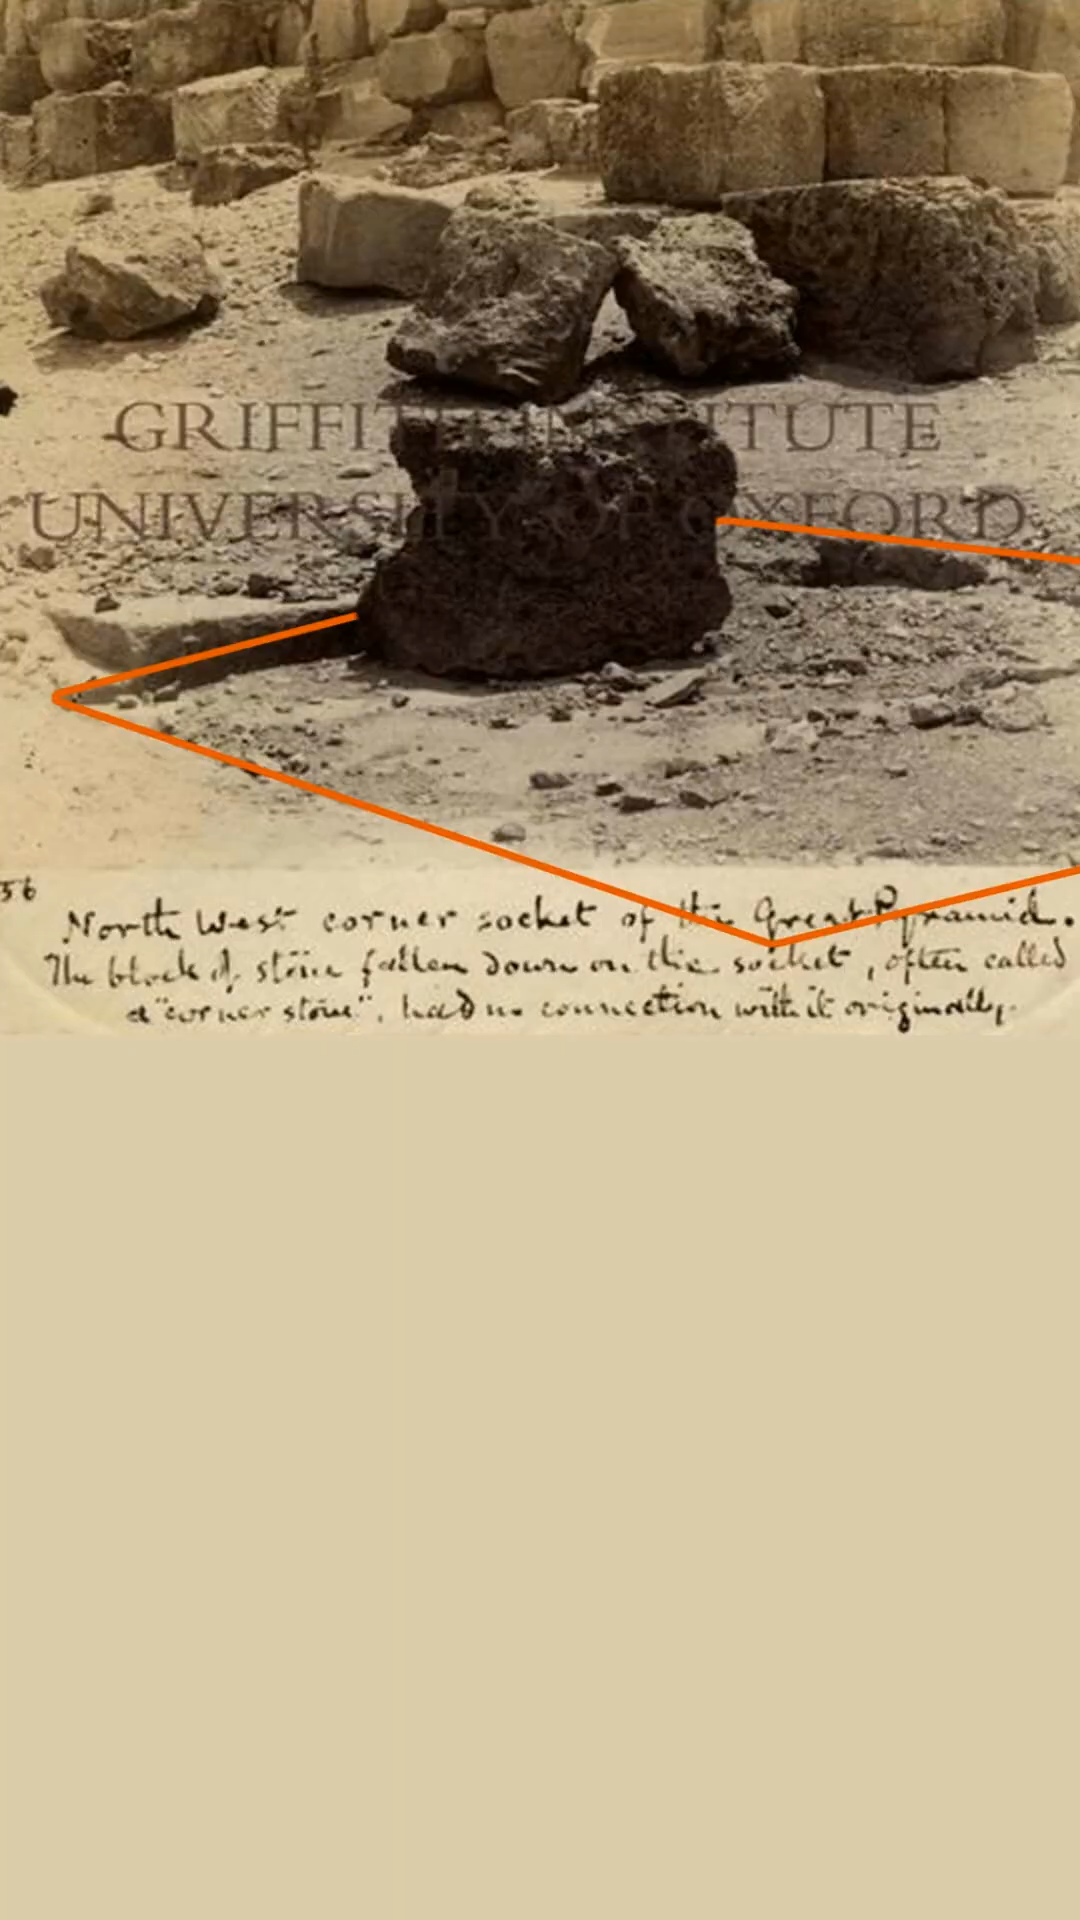 GRIFFITH INSTITUTE
UNIVERSITY OF OXFORD
56
North West corner socket of the Great Pyramid.
The block of stone fallen down on the socket, often called
a "corner stone", had no connection with it originally.